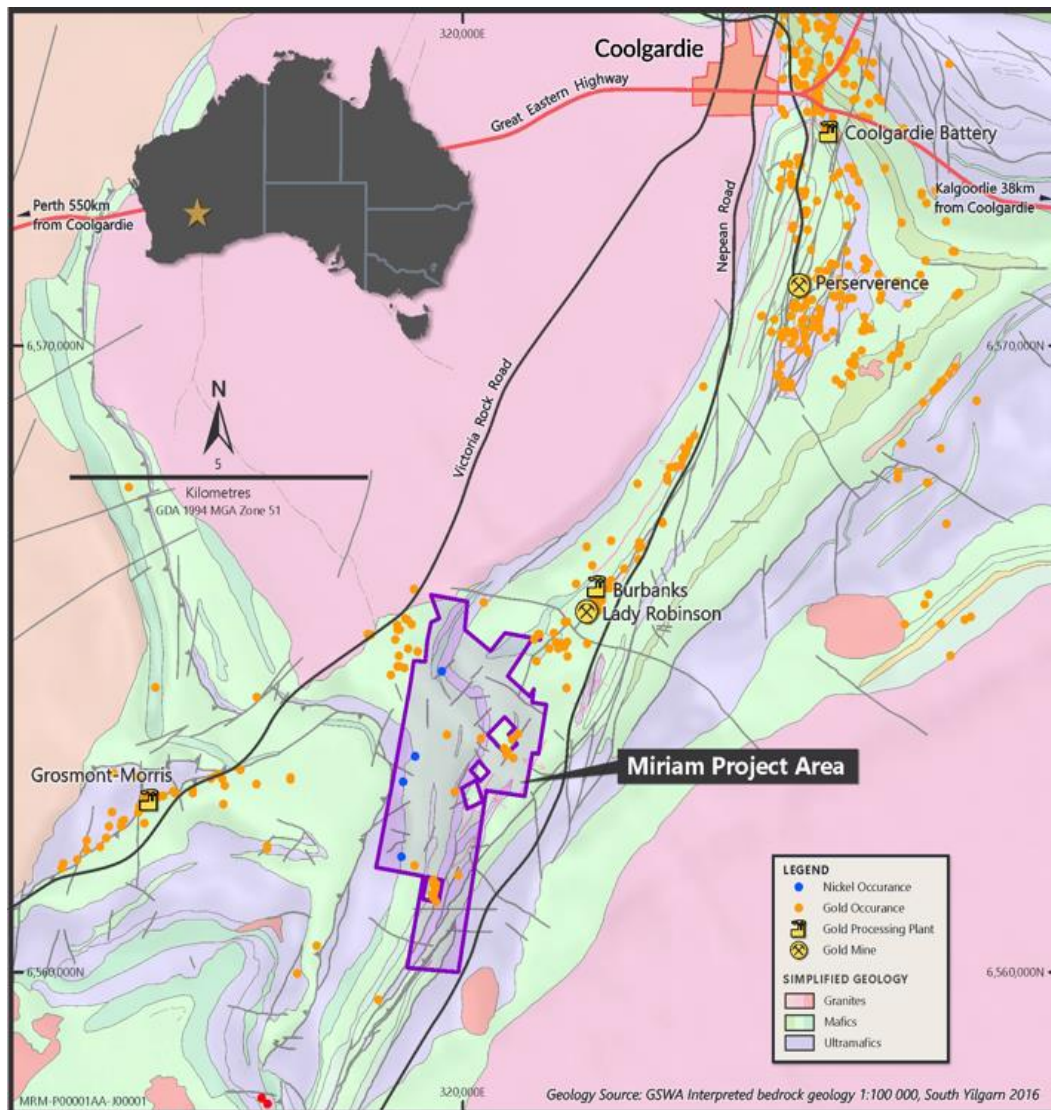 320,000E
Coolgardie
Great Eastern Highway
Coolgardie Battery
Perth 550km
from Coolgardie
Kalgoorlie 38km
from Coolgardie
Nepean Road
Perserverence
6,570,000N
6,570,000N
Victoria Rock Road
N
5
Kilometres
GDA 1994 MGA Zone 51
Burbanks
Lady Robinson
Miriam Project Area
Grosmont-Morris
LEGEND
Nickel Occurance
Gold Occurance
Gold Processing Plant
Gold Mine
SIMPLIFIED GEOLOGY
Granites
Mafics
Ultramafics
6,560,000N
6,560,000N
MRM-P00001AA-J00001
320,000E
Geology Source: GSWA Interpreted bedrock geology 1:100 000, South Yilgarn 2016